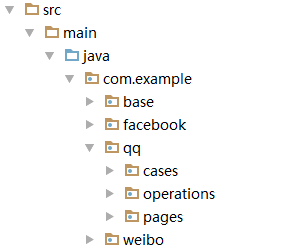 src
main
java
com.example
base
facebook
qq
cases
operations
pages
weibo